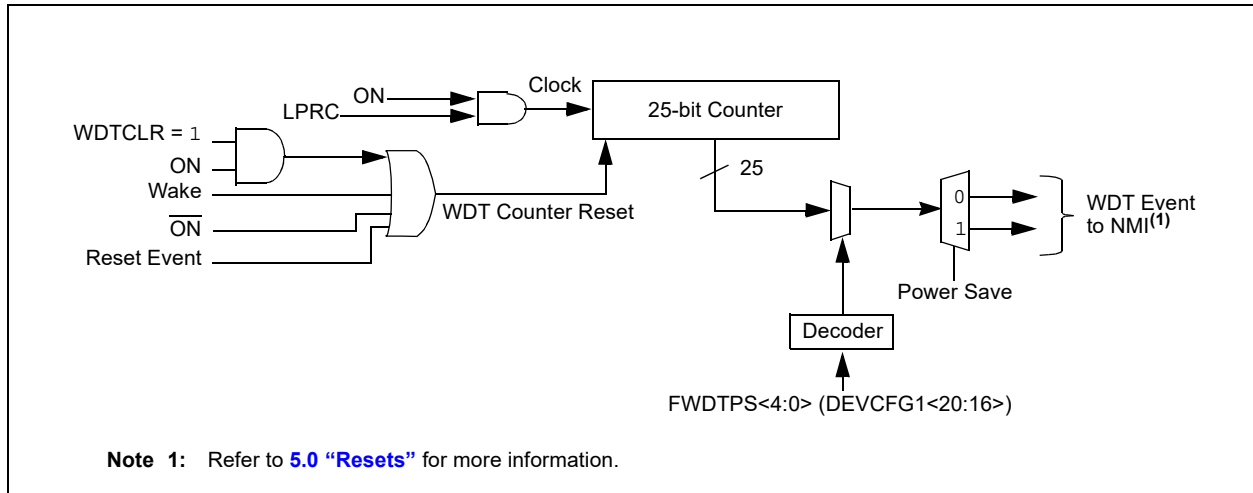 ON
Clock
LPRC
25-bit Counter
WDTCLR = 1
ON
Wake
25
WDT Counter Reset
0
1
WDT Event
to NMI(1)
O̅N̅
Reset Event
Power Save
Decoder
FWDTPS<4:0> (DEVCFG1<20:16>)
Note 1: Refer to 5.0 “Resets” for more information.